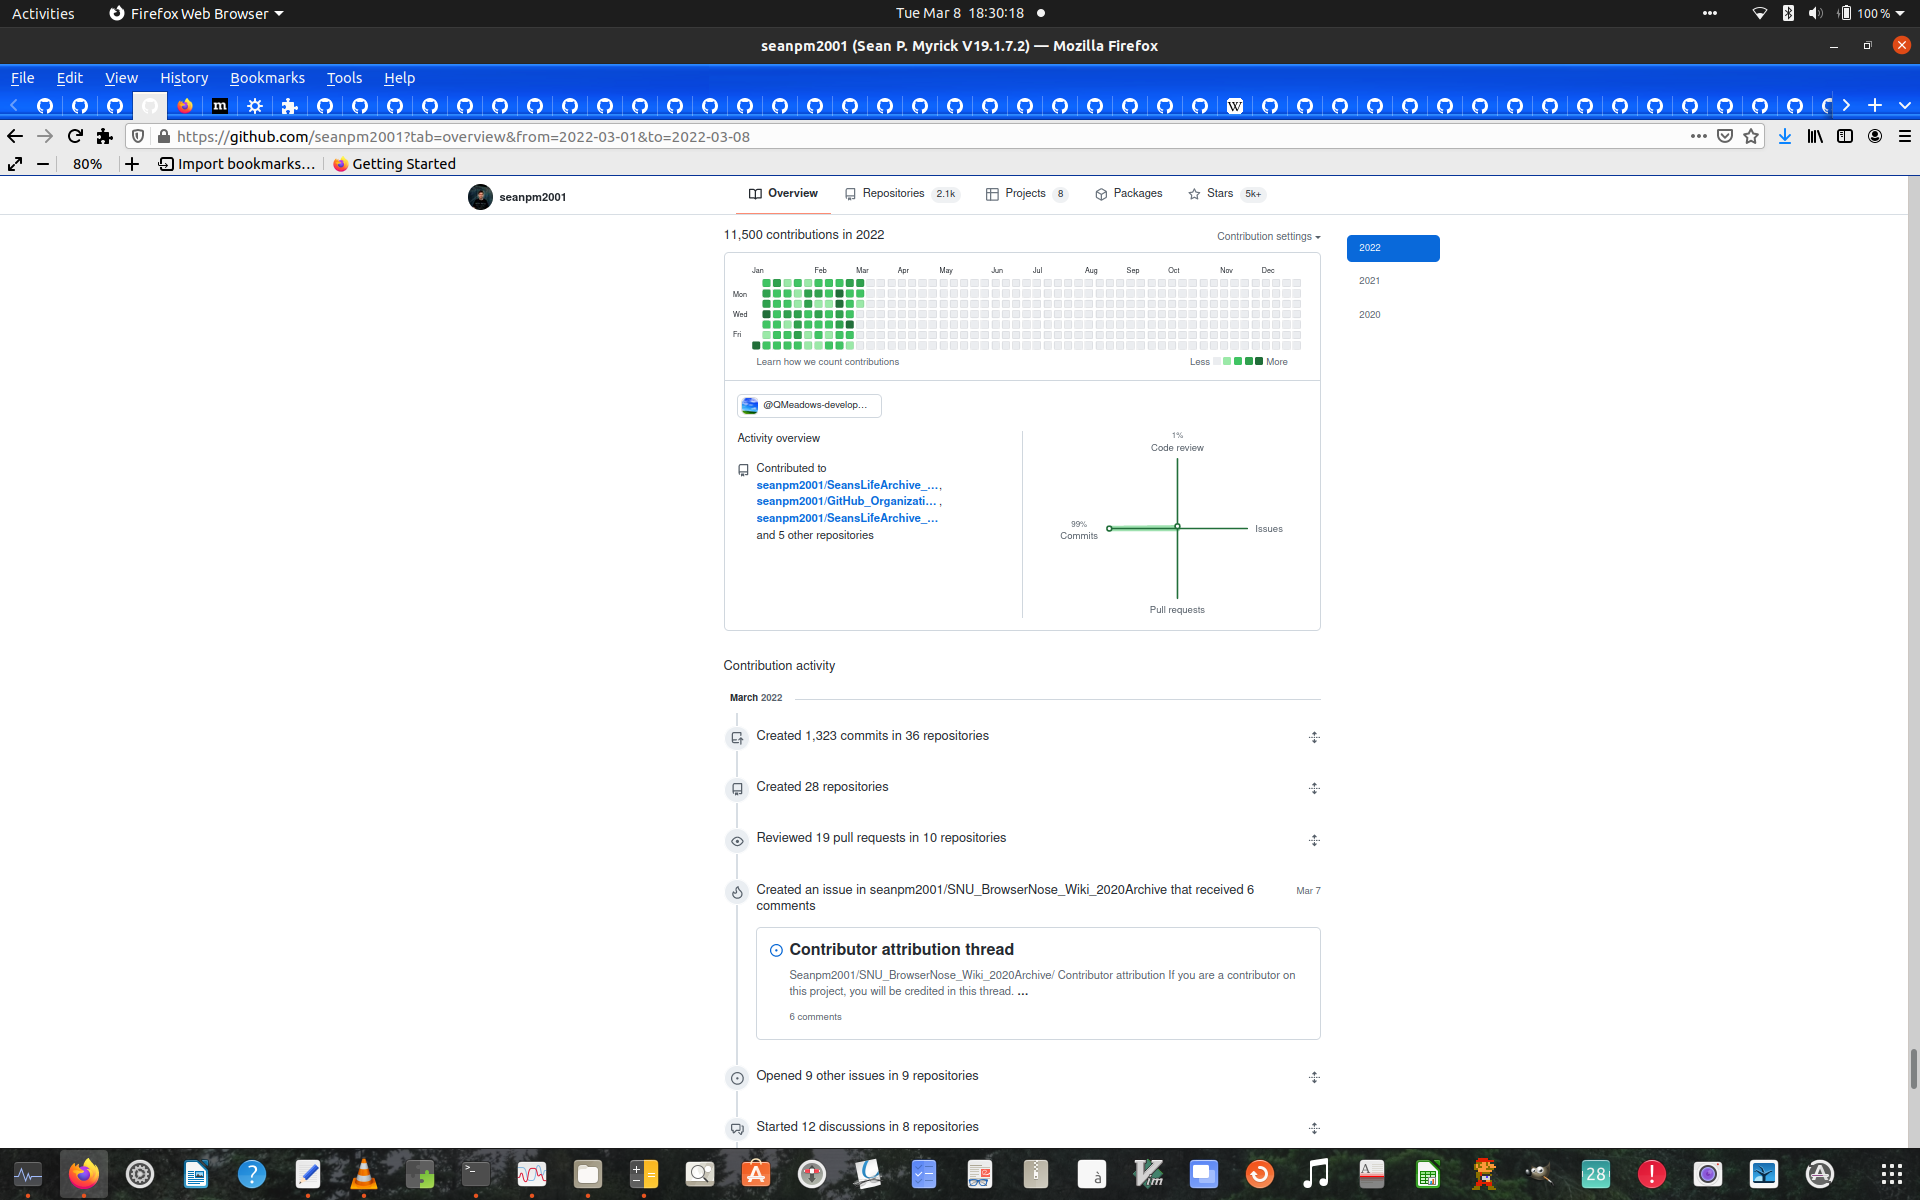 Activities
Firefox Web Browser
Tue Mar 8 18:30:18
100 %
seanpm2001 (Sean P. Myrick V19.1.7.2) — Mozilla Firefox
File Edit View History Bookmarks Tools Help
https://github.com/seanpm2001?tab=overview&from=2022-03-01&to=2022-03-08
80%
Import bookmarks…
Getting Started
seanpm2001
Overview
Repositories 2.1k
Projects 8
Packages
Stars 5k+
11,500 contributions in 2022
Contribution settings
2022
2021
2020
Jan Feb Mar Apr May Jun Jul Aug Sep Oct Nov Dec
Mon
Wed
Fri
Learn how we count contributions
Less More
@QMeadows-develop…
Activity overview
Contributed to
seanpm2001/SeansLifeArchive_… ,
seanpm2001/GitHub_Organizati… ,
seanpm2001/SeansLifeArchive_…
and 5 other repositories
1%
Code review
99%
Commits
Issues
Pull requests
Contribution activity
March 2022
Created 1,323 commits in 36 repositories
Created 28 repositories
Reviewed 19 pull requests in 10 repositories
Created an issue in seanpm2001/SNU_BrowserNose_Wiki_2020Archive that received 6
comments
Mar 7
Contributor attribution thread
Seanpm2001/SNU_BrowserNose_Wiki_2020Archive/ Contributor attribution If you are a contributor on
this project, you will be credited in this thread. …
6 comments
Opened 9 other issues in 9 repositories
Started 12 discussions in 8 repositories
28